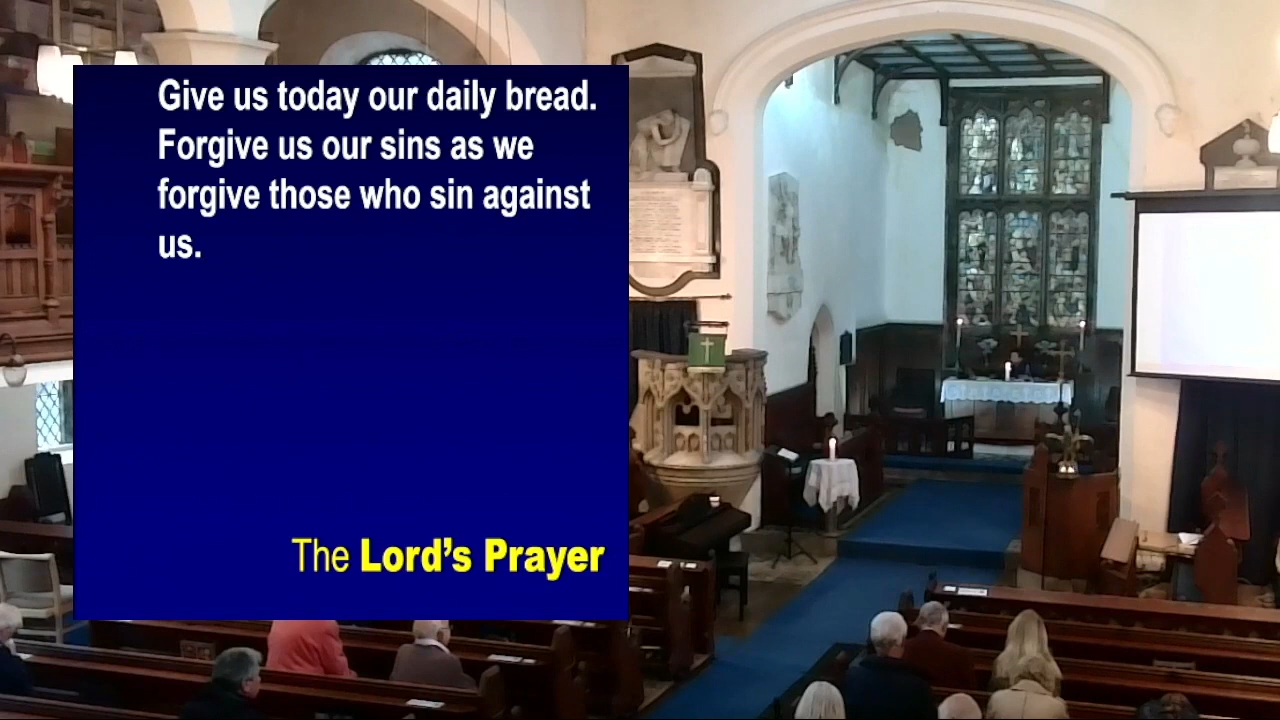 Give us today our daily bread.
Forgive us our sins as we
forgive those who sin against
us.
The Lord's Prayer